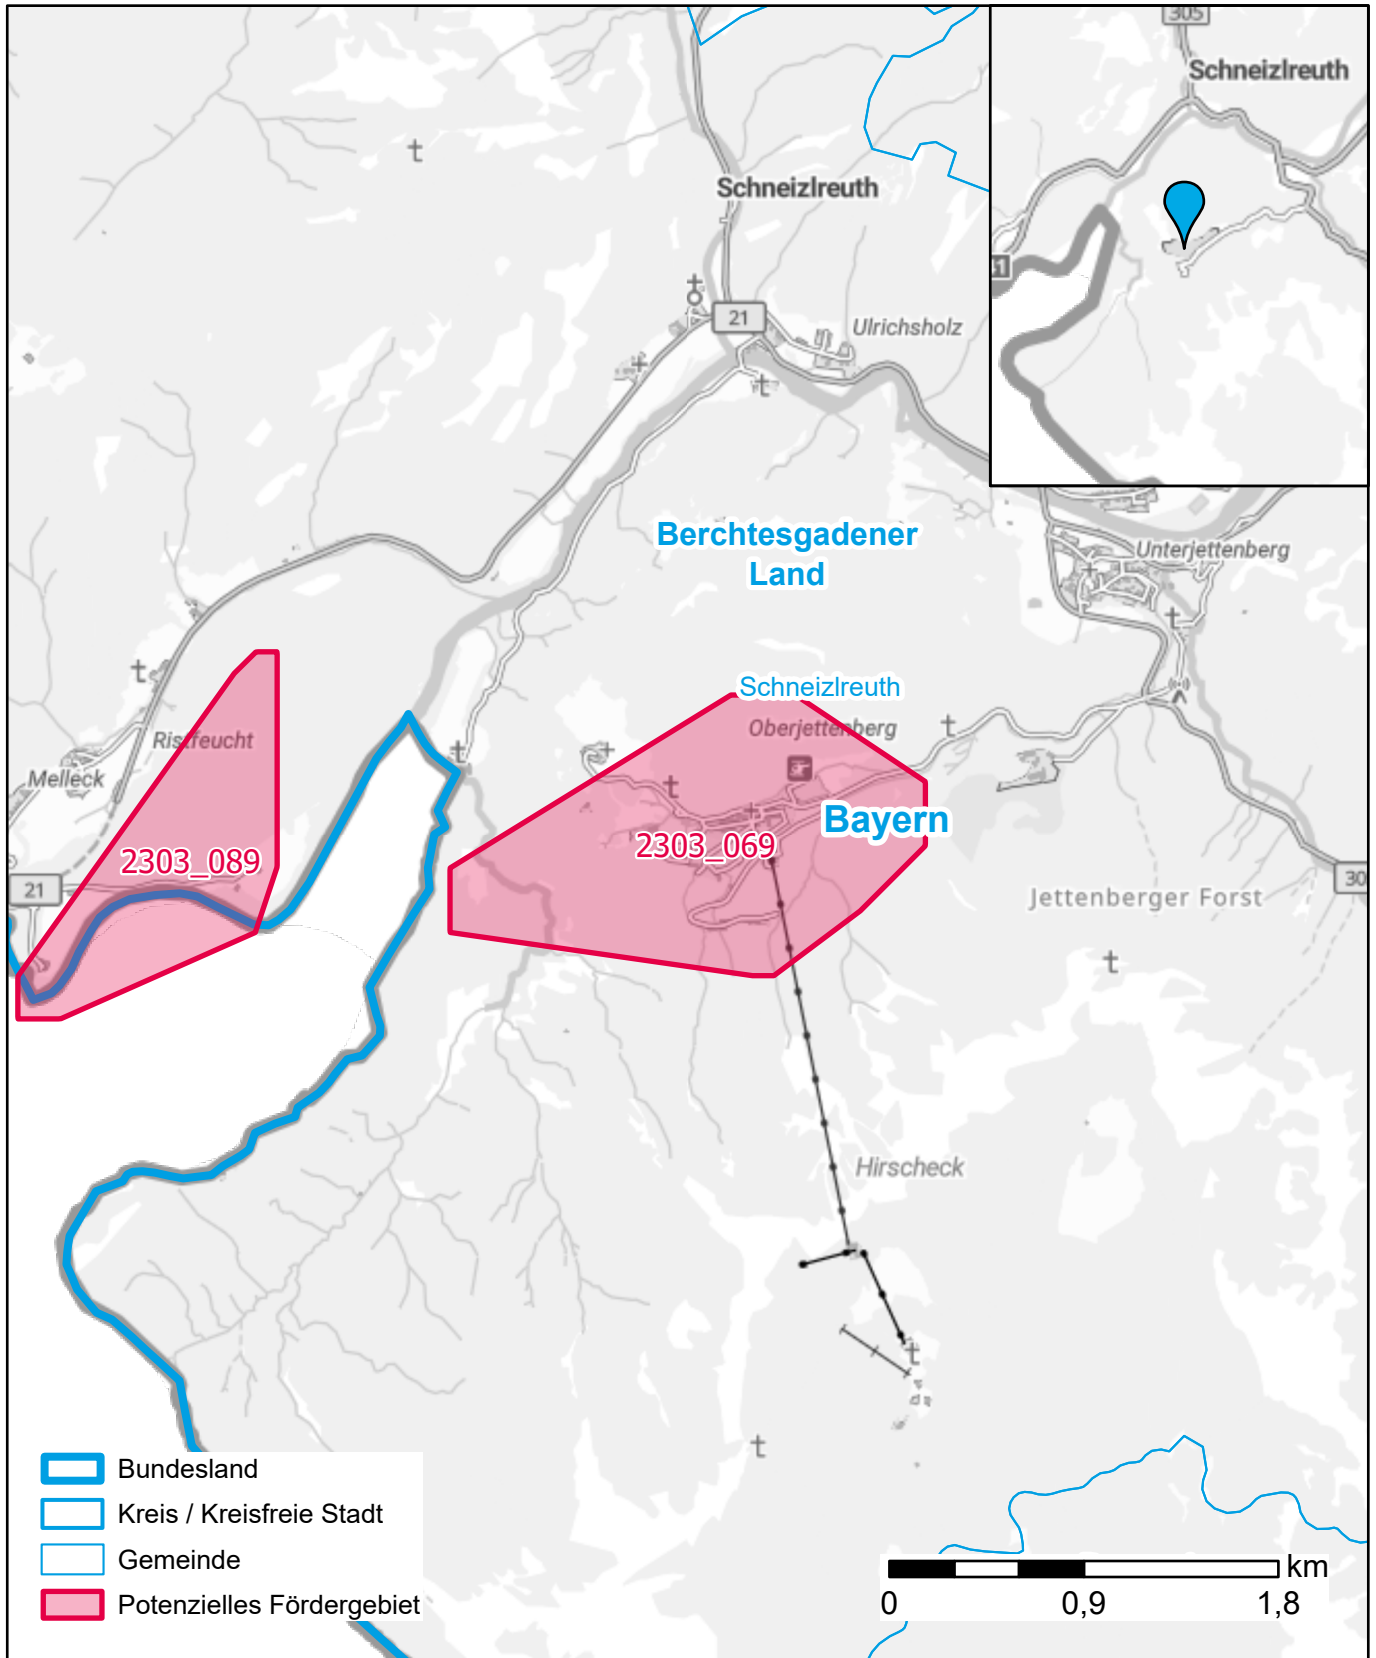 305
Schneizlreuth
Schneizlreuth
21
Ulrichsholz
Berchtesgadener
Land
Unterjettenberg
Schneizlreuth
Oberjettenberg
Ristfeucht
Melleck
Bayern
2303_069
2303_089
21
30
Jettenberger Forst
Hirscheck
Bundesland
Kreis / Kreisfreie Stadt
Gemeinde
Potenzielles Fördergebiet
km
0 0,9 1,8